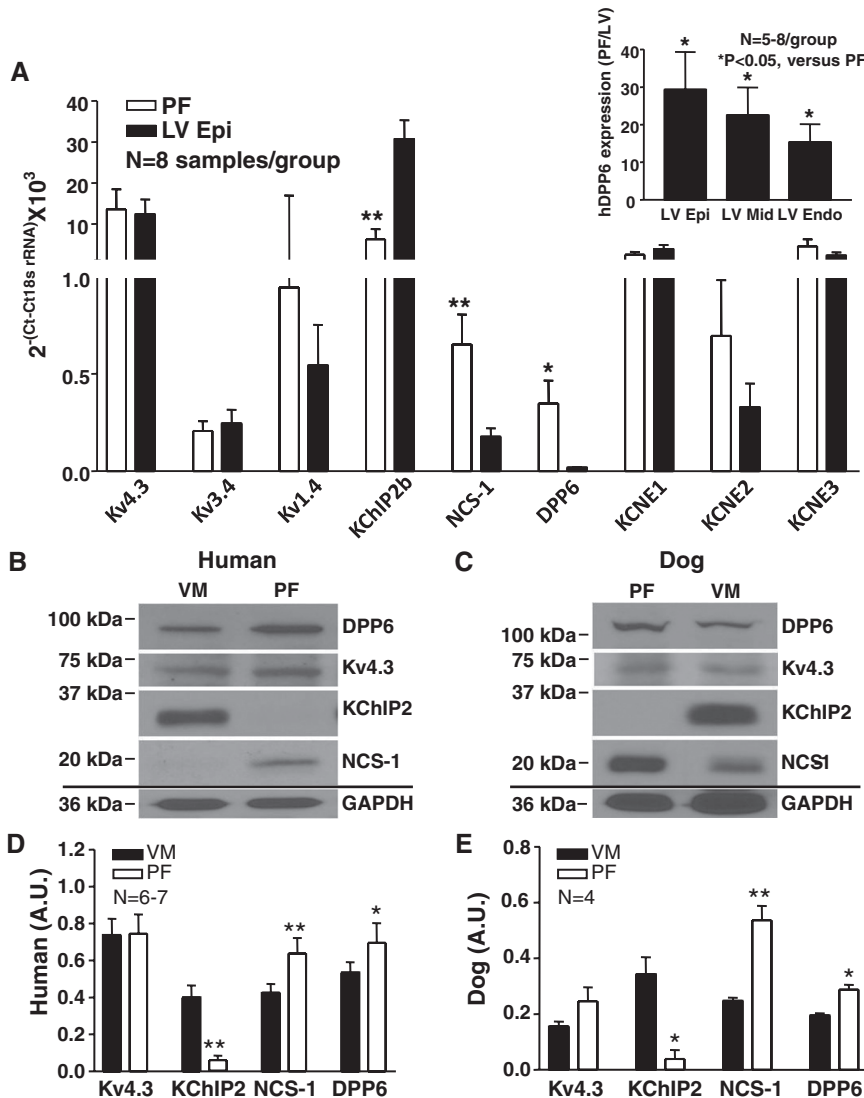 A
PF
LV Epi
N=8 samples/group
2-(Ct-Ct18s rRNA)X103
40
30
20
10
1.0
0.5
0.0
**
**
*
Kv4.3
Kv3.4
Kv1.4
KChIP2b
NCS-1
DPP6
KCNE1
KCNE2
KCNE3
hDPP6 expression (PF/LV)
40
30
20
10
0
N=5-8/group
*P<0.05, versus PF
*
*
*
LV Epi
LV Mid
LV Endo
B
Human
VM
PF
100 kDa
DPP6
75 kDa
Kv4.3
37 kDa
KChIP2
20 kDa
NCS-1
36 kDa
GAPDH
C
Dog
PF
VM
100 kDa
DPP6
75 kDa
Kv4.3
37 kDa
KChIP2
20 kDa
NCS1
36 kDa
GAPDH
D
Human (A.U.)
1.2
1.0
0.8
0.6
0.4
0.2
0.0
VM
PF
N=6-7
**
**
*
Kv4.3
KChIP2
NCS-1
DPP6
E
Dog (A.U.)
0.8
0.6
0.4
0.2
0.0
VM
PF
N=4
*
**
*
Kv4.3
KChIP2
NCS-1
DPP6